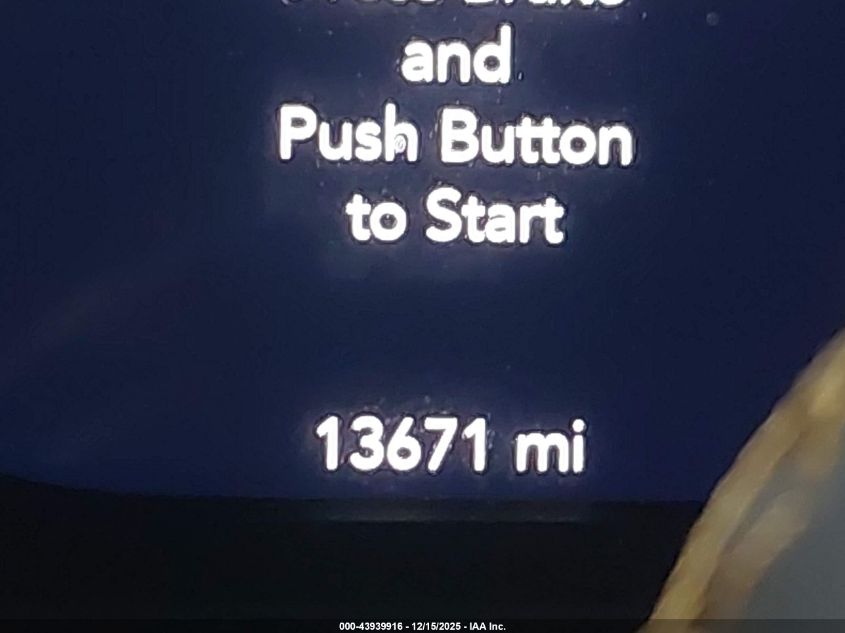 and
Push Button
to Start
13671 mi
000-43939916 - 12/15/2025 - IAA Inc.